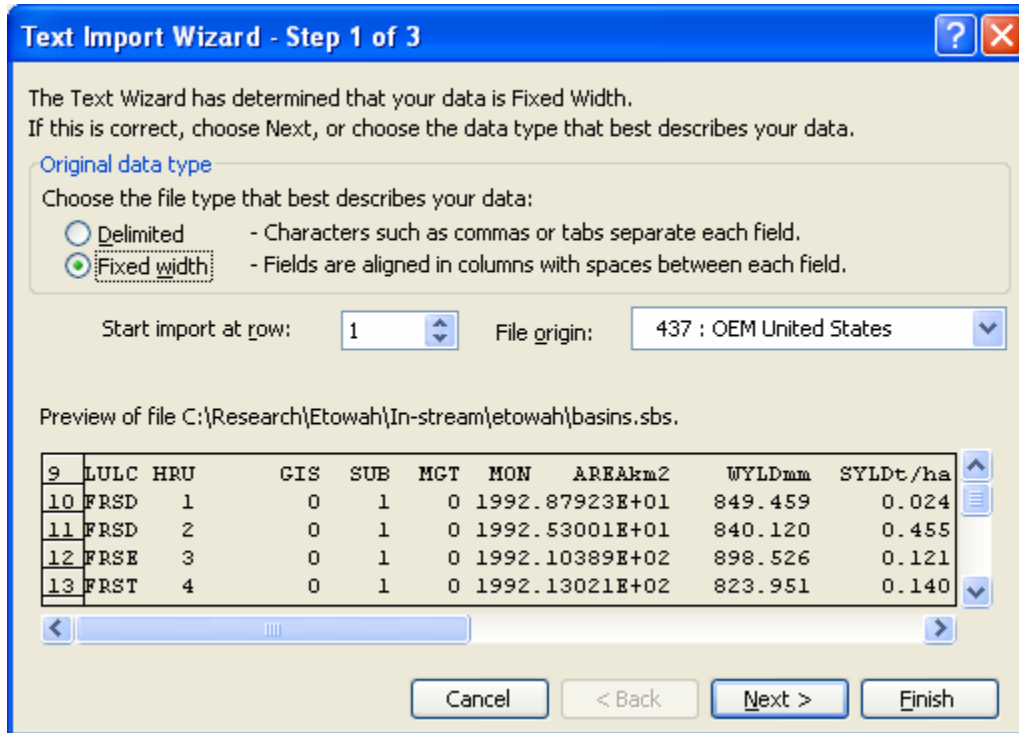 Text Import Wizard - Step 1 of 3
The Text Wizard has determined that your data is Fixed Width.
If this is correct, choose Next, or choose the data type that best describes your data.
Original data type
Choose the file type that best describes your data:
Delimited - Characters such as commas or tabs separate each field.
Fixed width - Fields are aligned in columns with spaces between each field.
Start import at row: 1 File origin: 437 : OEM United States
Preview of file C:\Research\Etowah\In-stream\etowah\basins.sbs.
9 LULC HRU GIS SUB MGT MON AREAkm2 WYLDmm SYLDt/ha
10 FRSD 1 0 1 0 1992.87923E+01 849.459 0.024
11 FRSD 2 0 1 0 1992.53001E+01 840.120 0.455
12 FRSE 3 0 1 0 1992.10389E+02 898.526 0.121
13 FRST 4 0 1 0 1992.13021E+02 823.951 0.140
Cancel < Back Next > Finish